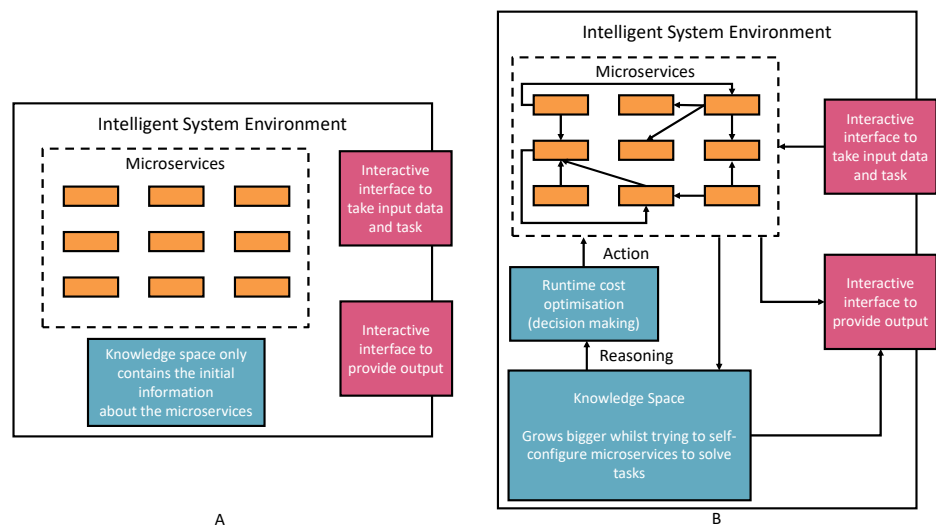 Intelligent System Environment
Microservices
Interactive
interface to
take input data
and task
Interactive
interface to
provide output
Knowledge space only
contains the initial
information
about the microservices
A
Intelligent System Environment
Microservices
Interactive
interface to
take input data
and task
Action
Runtime cost
optimisation
(decision making)
Interactive
interface to
provide output
Reasoning
Knowledge Space
Grows bigger whilst trying to self-
configure microservices to solve
tasks
B